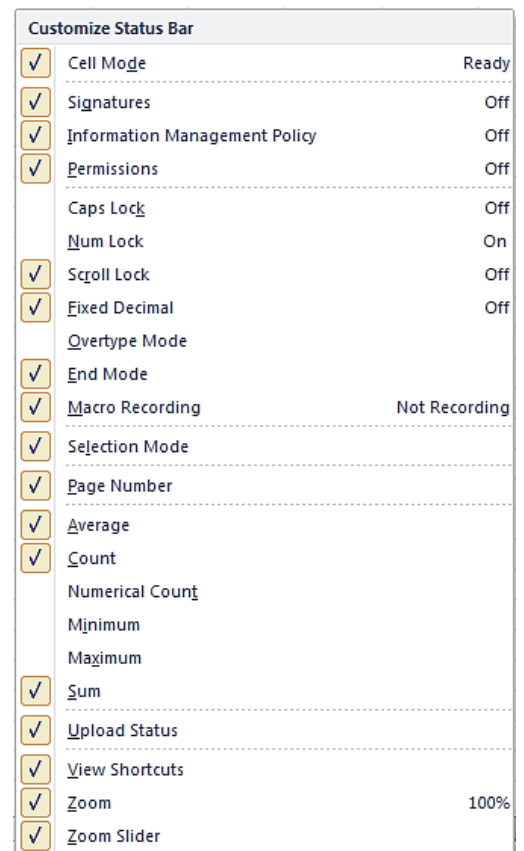 Customize Status Bar
Cell Mode Ready
Signatures Off
Information Management Policy Off
Permissions Off
Caps Lock Off
Num Lock On
Scroll Lock Off
Fixed Decimal Off
Overtype Mode
End Mode
Macro Recording Not Recording
Selection Mode
Page Number
Average
Count
Numerical Count
Minimum
Maximum
Sum
Upload Status
View Shortcuts
Zoom 100%
Zoom Slider